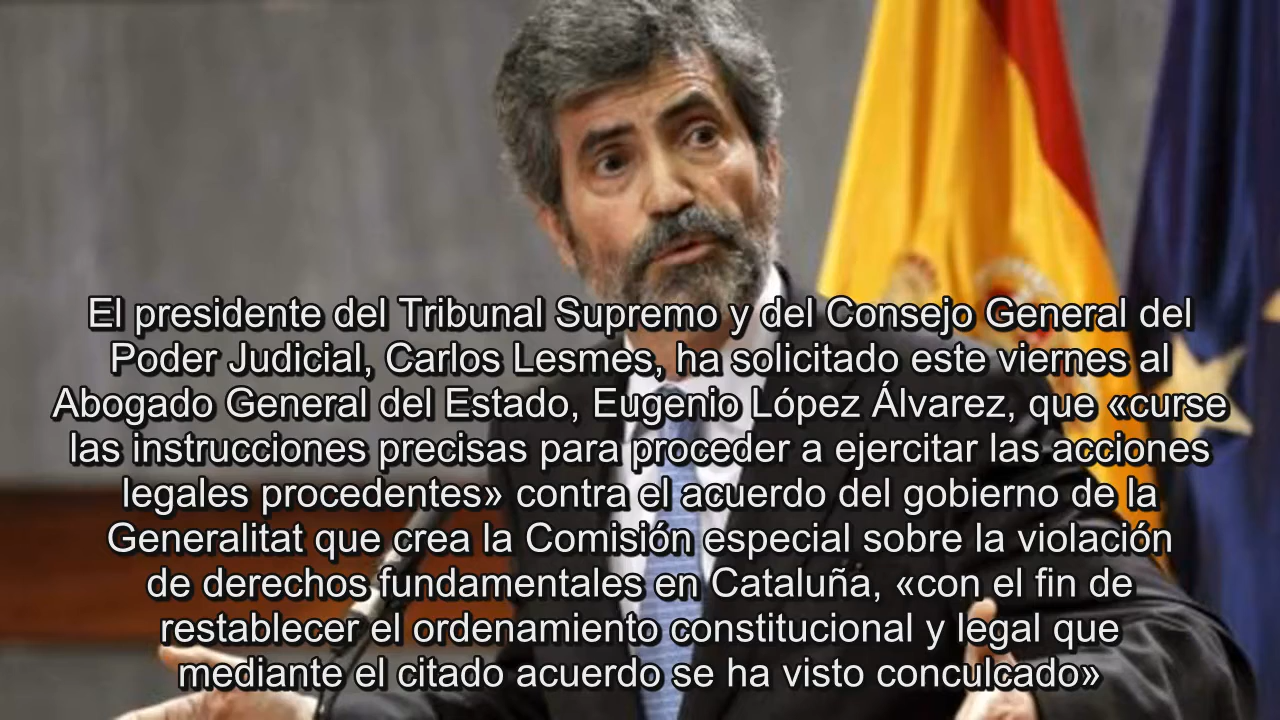 El presidente del Tribunal Supremo y del Consejo General del
Poder Judicial, Carlos Lesmes, ha solicitado este viernes al
Abogado General del Estado, Eugenio López Álvarez, que «curse
las instrucciones precisas para proceder a ejercitar las acciones
legales procedentes» contra el acuerdo del gobierno de la
Generalitat que crea la Comisión especial sobre la violación
de derechos fundamentales en Cataluña, «con el fin de
restablecer el ordenamiento constitucional y legal que
mediante el citado acuerdo se ha visto conculcado»